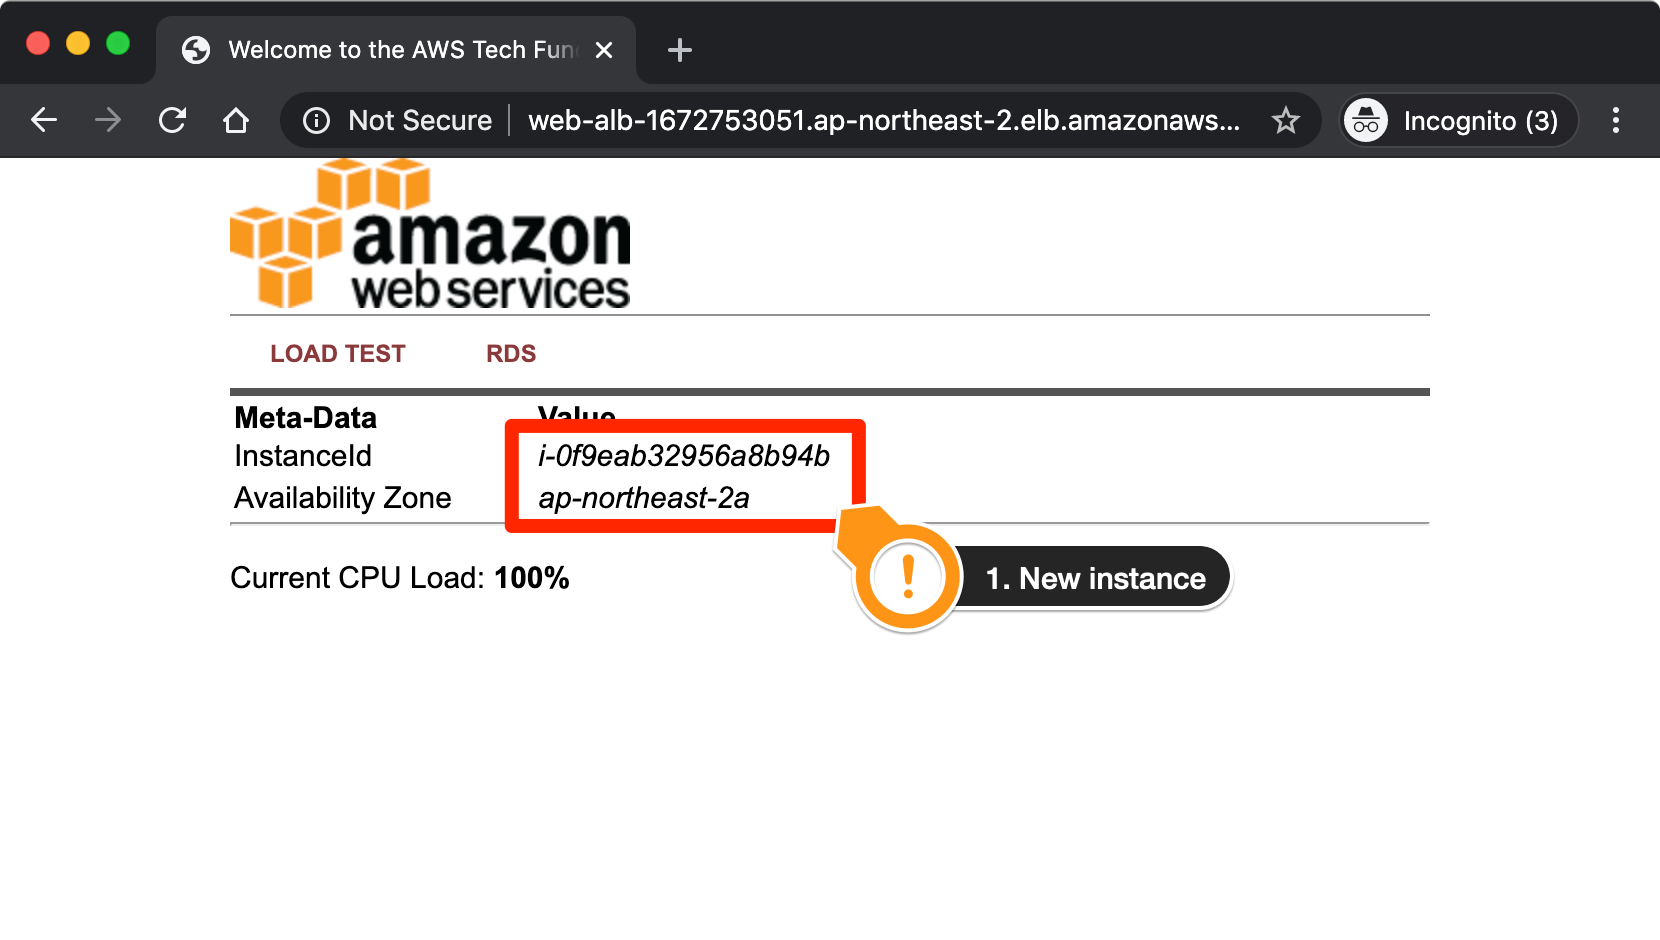 Welcome to the AWS Tech Fun
Not Secure
web-alb-1672753051.ap-northeast-2.elb.amazonaws...
Incognito (3)
amazon
web services
LOAD TEST RDS
Meta-Data Value
InstanceId i-0f9eab32956a8b94b
Availability Zone ap-northeast-2a
Current CPU Load: 100%
! 1. New instance